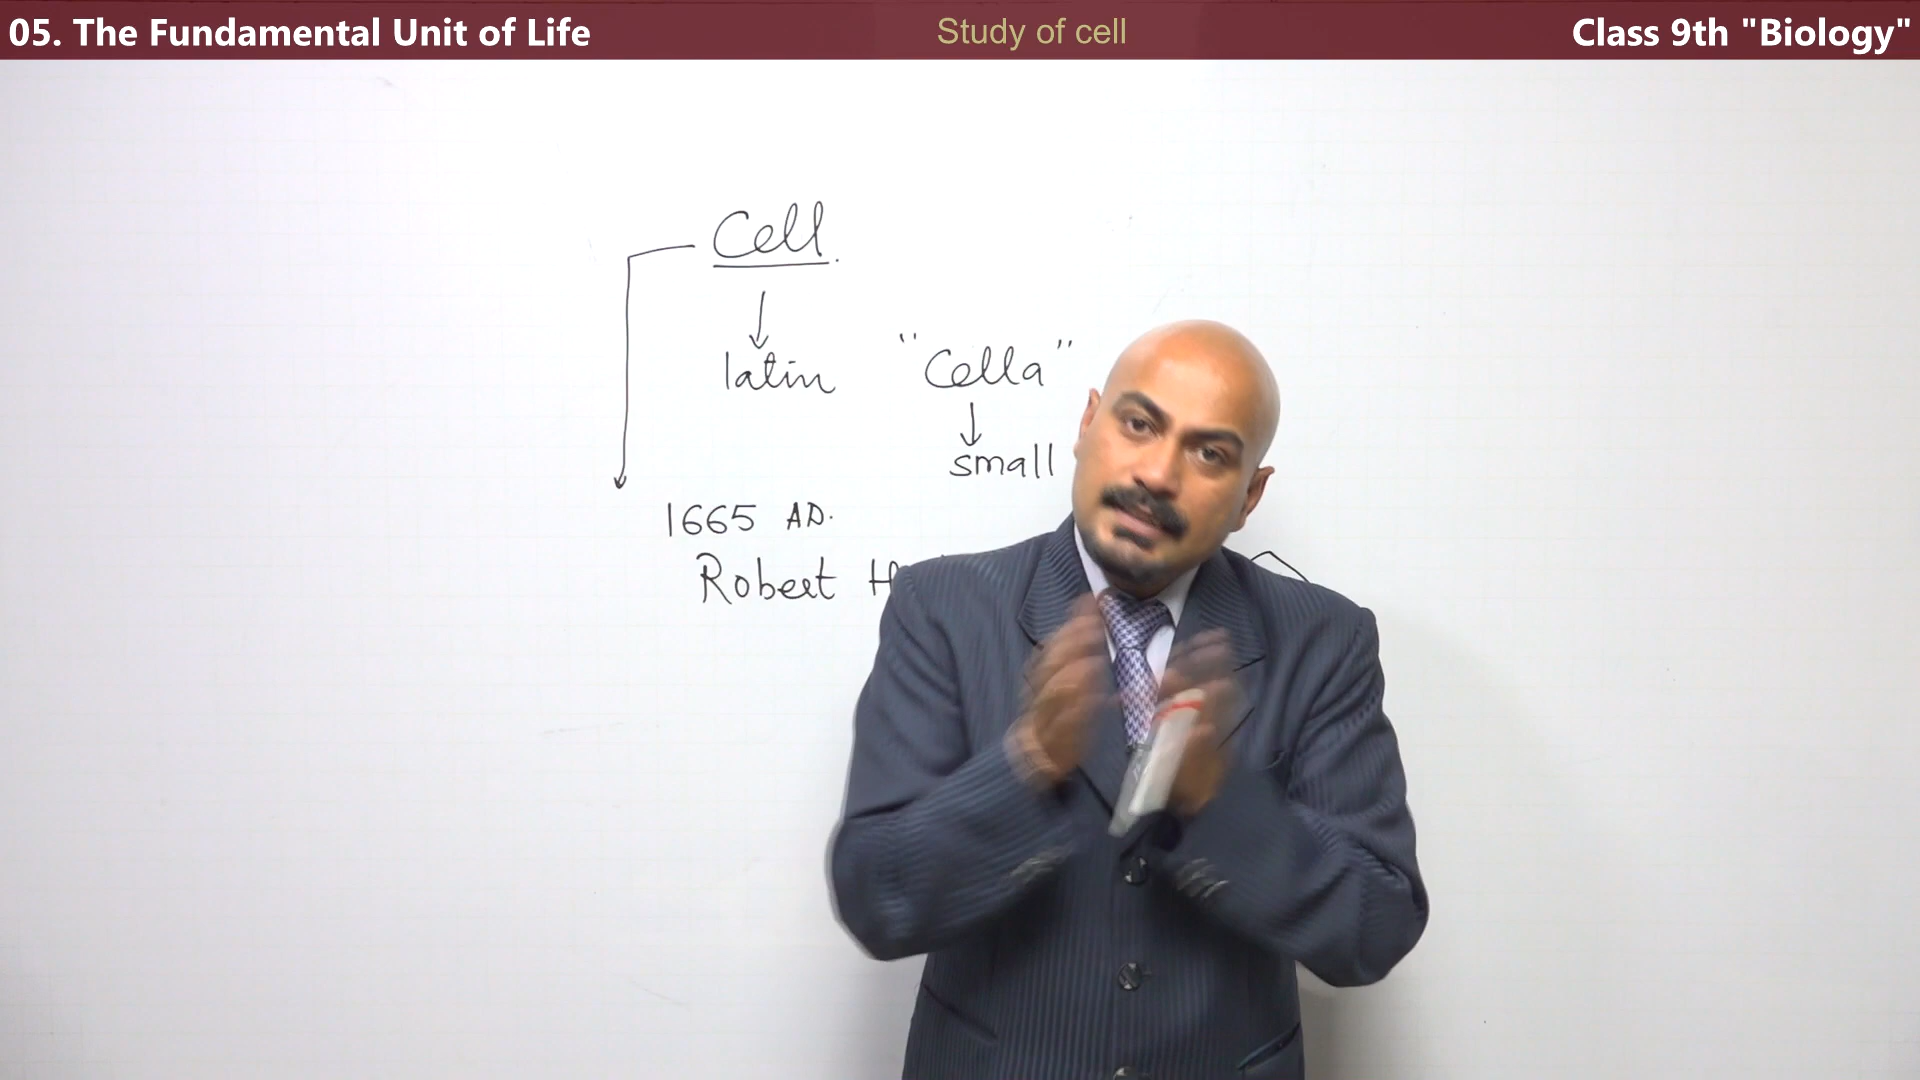 05. The Fundamental Unit of Life
Study of cell
Class 9th "Biology"
Cell.
latin "Cella"
small
1665 AD.
Robert